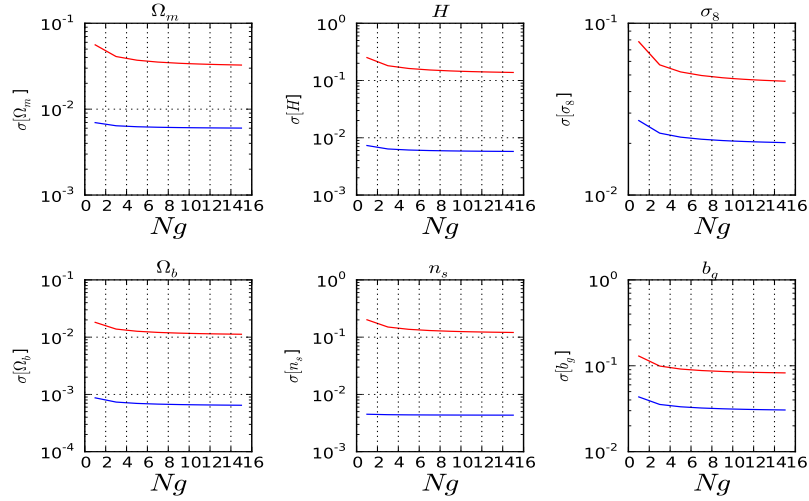 Ω_m H σ_8
10^{-1} 10^0 10^{-1}
σ[Ω_m] 10^{-2} σ[H] 10^{-1} σ[σ_8]
10^{-2}
10^{-3} 10^{-3} 10^{-2}
0 2 4 6 8 10 12 14 16 0 2 4 6 8 10 12 14 16 0 2 4 6 8 10 12 14 16
Ng Ng Ng
Ω_b n_s b_g
10^{-1} 10^0 10^0
10^{-2} 10^{-1}
σ[Ω_b] σ[n_s] σ[b_g] 10^{-1}
10^{-3} 10^{-2}
10^{-4} 10^{-3} 10^{-2}
0 2 4 6 8 10 12 14 16 0 2 4 6 8 10 12 14 16 0 2 4 6 8 10 12 14 16
Ng Ng Ng